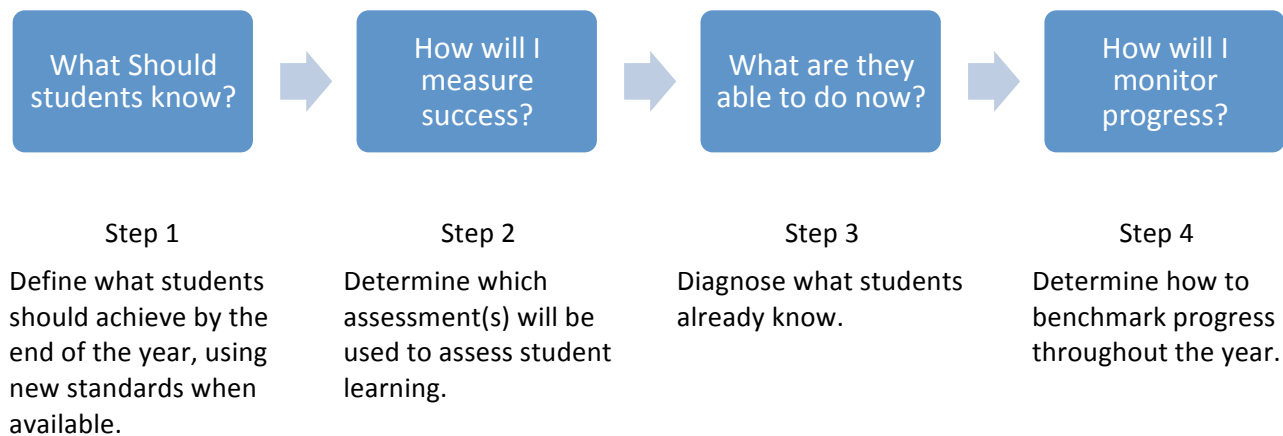 What Should
students know?
How will I
measure
success?
What are they
able to do now?
How will I
monitor
progress?
Step 1
Define what students
should achieve by the
end of the year, using
new standards when
available.
Step 2
Determine which
assessment(s) will be
used to assess student
learning.
Step 3
Diagnose what students
already know.
Step 4
Determine how to
benchmark progress
throughout the year.